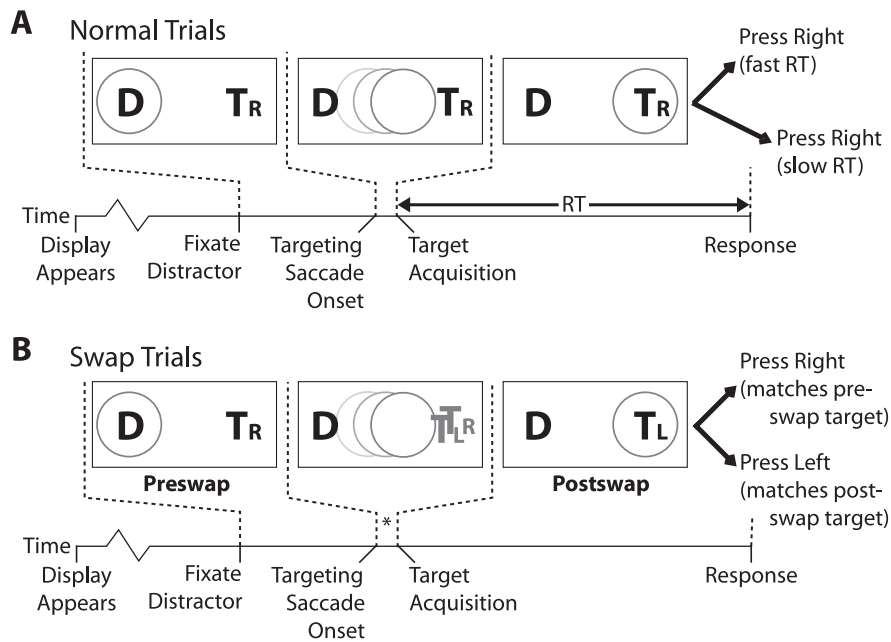 A
Normal Trials
D
TR
D
TR
D
TR
Press Right
(fast RT)
Press Right
(slow RT)
RT
Time
Display
Appears
Fixate
Distractor
Targeting
Saccade
Onset
Target
Acquisition
Response
B
Swap Trials
D
TR
D
TTLR
D
TL
Preswap
Postswap
Press Right
(matches pre-
swap target)
Press Left
(matches post-
swap target)
*
Time
Display
Appears
Fixate
Distractor
Targeting
Saccade
Onset
Target
Acquisition
Response